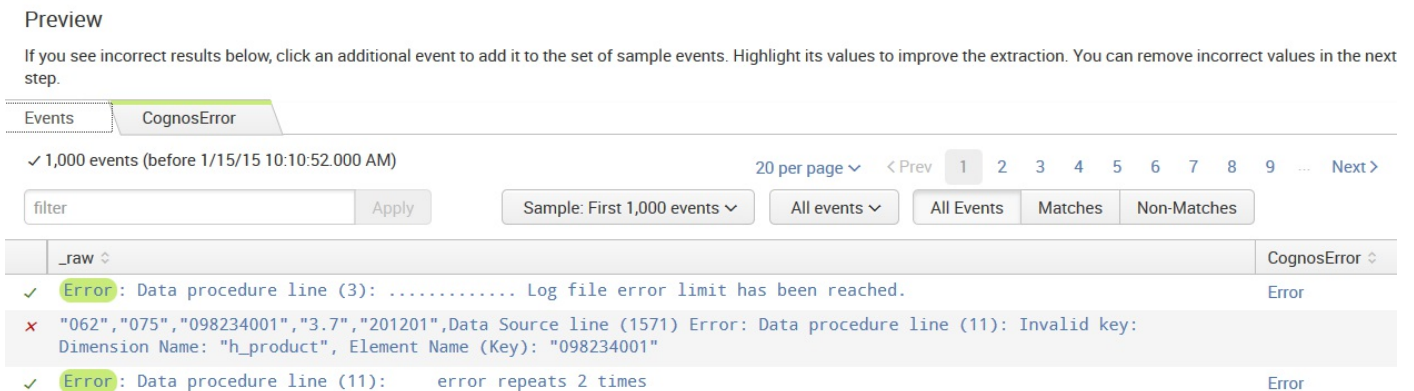 Preview
If you see incorrect results below, click an additional event to add it to the set of sample events. Highlight its values to improve the extraction. You can remove incorrect values in the next
step.
Events CognosError
✓ 1,000 events (before 1/15/15 10:10:52.000 AM)
20 per page < Prev 1 2 3 4 5 6 7 8 9 ... Next >
filter Apply Sample: First 1,000 events All events All Events Matches Non-Matches
_raw CognosError
Error: Data procedure line (3): ............. Log file error limit has been reached. Error
"062","075","098234001","3.7","201201",Data Source line (1571) Error: Data procedure line (11): Invalid key:
Dimension Name: "h_product", Element Name (Key): "098234001"
Error: Data procedure line (11): error repeats 2 times Error